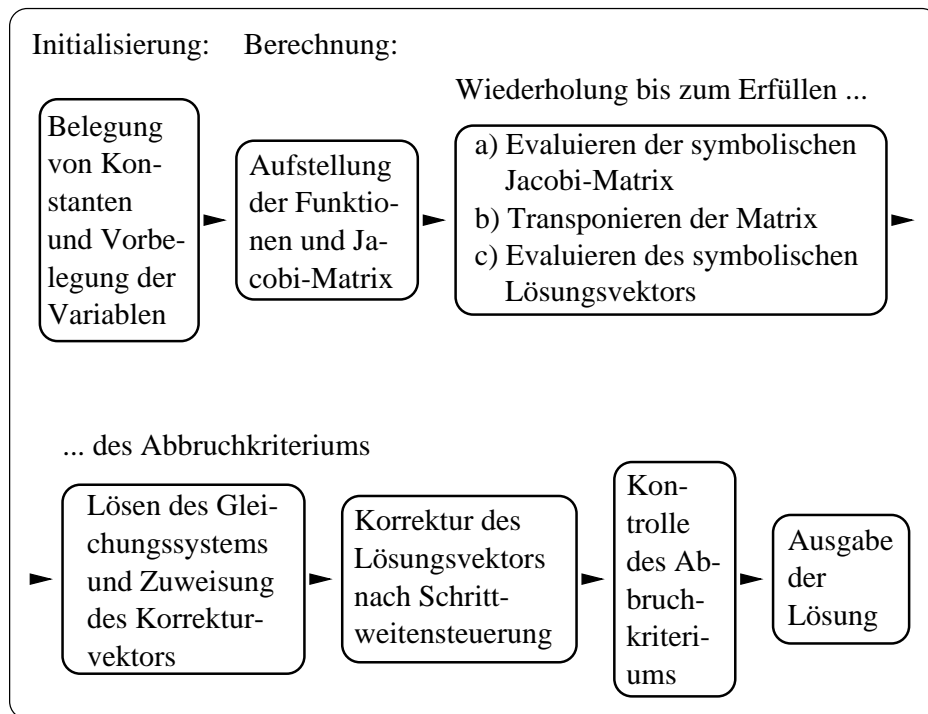 Initialisierung: Berechnung:
Wiederholung bis zum Erfüllen ...
Belegung
von Kon-
stanten
und Vorbe-
legung der
Variablen
Aufstellung
der Funktio-
nen und Ja-
cobi-Matrix
a) Evaluieren der symbolischen
Jacobi-Matrix
b) Transponieren der Matrix
c) Evaluieren des symbolischen
Lösungsvektors
... des Abbruchkriteriums
Lösen des Glei-
chungssystems
und Zuweisung
des Korrektur-
vektors
Korrektur des
Lösungsvektors
nach Schritt-
weitensteuerung
Kon-
trolle
des Ab-
bruch-
kriteri-
ums
Ausgabe
der
Lösung